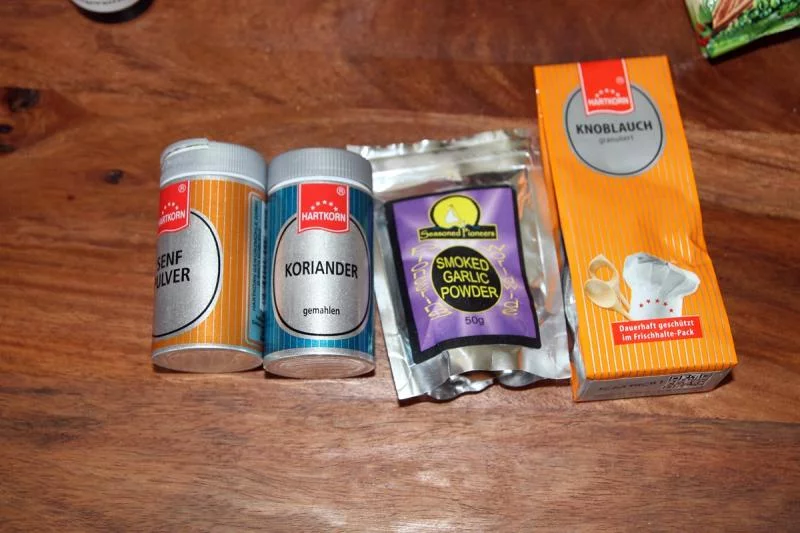 HARTKORN
SENF
PULVER
HARTKORN
KORIANDER
gemahlen
Seasoned Pioneers
SMOKED
GARLIC
POWDER
50g
HARTKORN
KNOBLAUCH
granuliert
Dauerhaft geschützt
im Frischhalte-Pack